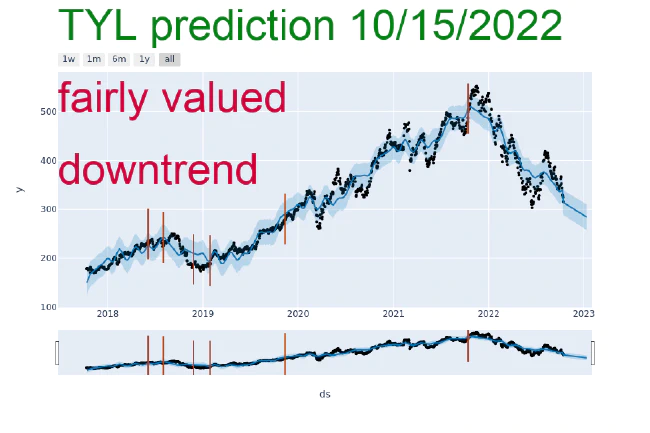 TYL prediction 10/15/2022
1w 1m 6m 1y all
fairly valued
downtrend
500
400
300
200
100
y
2018 2019 2020 2021 2022 2023
ds